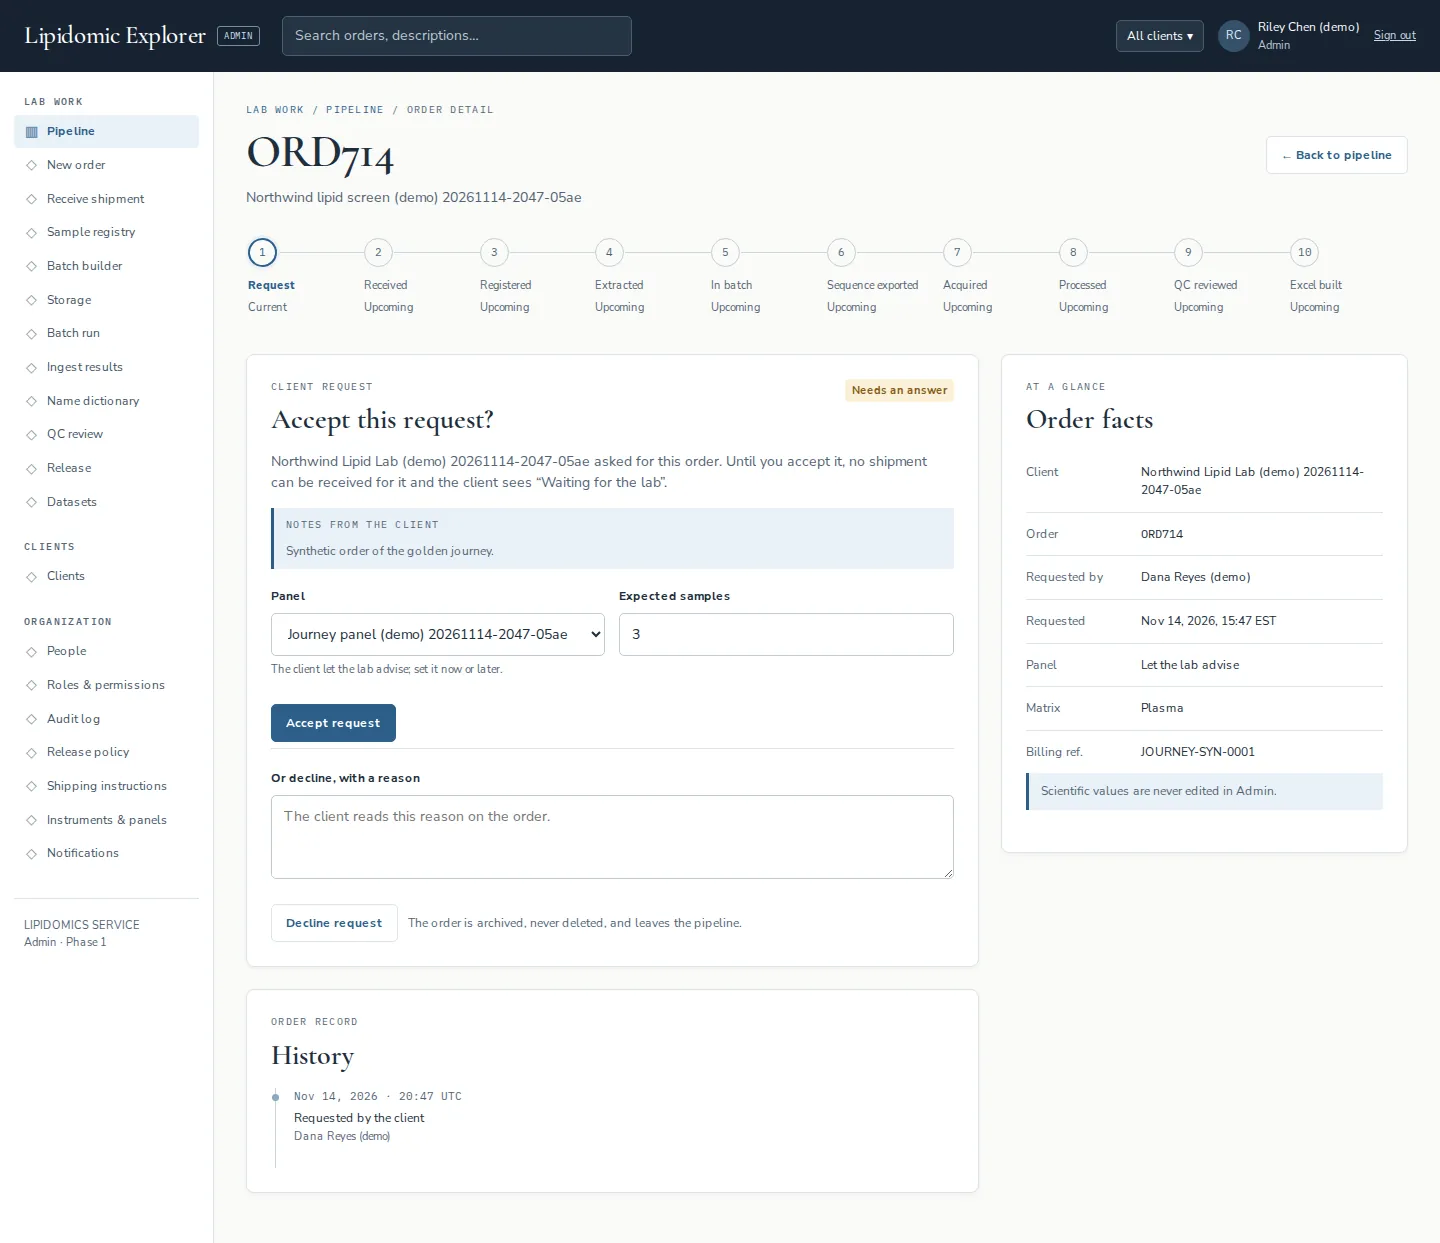 Lipidomic Explorer
ADMIN
Search orders, descriptions...
All clients ▾
RC
Riley Chen (demo)
Admin
Sign out
LAB WORK
Pipeline
New order
Receive shipment
Sample registry
Batch builder
Storage
Batch run
Ingest results
Name dictionary
QC review
Release
Datasets
CLIENTS
Clients
ORGANIZATION
People
Roles & permissions
Audit log
Release policy
Shipping instructions
Instruments & panels
Notifications
LIPIDOMICS SERVICE
Admin · Phase 1
LAB WORK / PIPELINE / ORDER DETAIL
ORD714
← Back to pipeline
Northwind lipid screen (demo) 20261114-2047-05ae
1 2 3 4 5 6 7 8 9 10
Request Received Registered Extracted In batch Sequence exported Acquired Processed QC reviewed Excel built
Current Upcoming Upcoming Upcoming Upcoming Upcoming Upcoming Upcoming Upcoming Upcoming
CLIENT REQUEST
Needs an answer
Accept this request?
Northwind Lipid Lab (demo) 20261114-2047-05ae asked for this order. Until you accept it, no shipment
can be received for it and the client sees “Waiting for the lab”.
NOTES FROM THE CLIENT
Synthetic order of the golden journey.
Panel
Expected samples
Journey panel (demo) 20261114-2047-05ae
3
The client let the lab advise; set it now or later.
Accept request
Or decline, with a reason
The client reads this reason on the order.
Decline request
The order is archived, never deleted, and leaves the pipeline.
AT A GLANCE
Order facts
Client Northwind Lipid Lab (demo) 20261114-
2047-05ae
Order ORD714
Requested by Dana Reyes (demo)
Requested Nov 14, 2026, 15:47 EST
Panel Let the lab advise
Matrix Plasma
Billing ref. JOURNEY-SYN-0001
Scientific values are never edited in Admin.
ORDER RECORD
History
Nov 14, 2026 · 20:47 UTC
Requested by the client
Dana Reyes (demo)